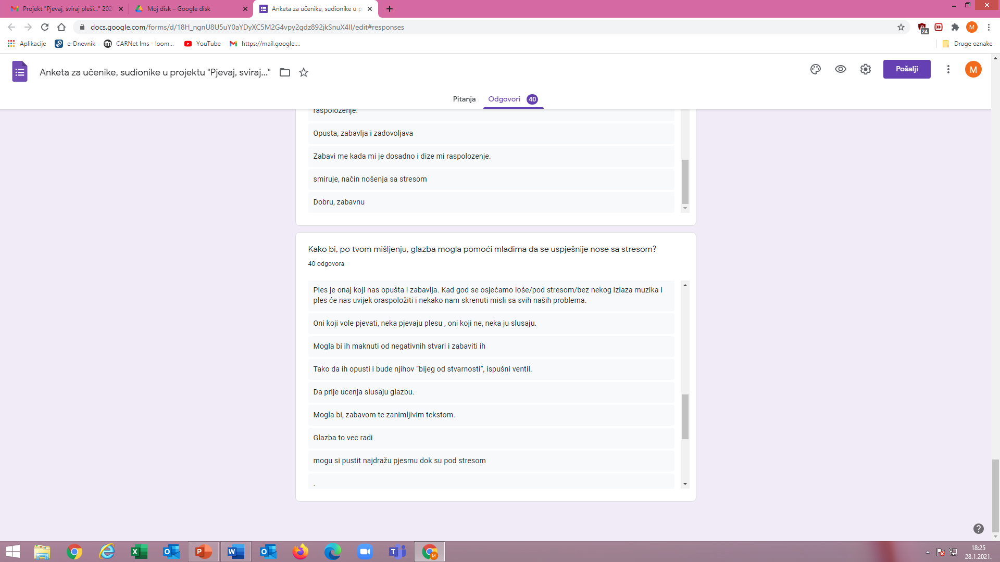 Projekt "Pjevaj, sviraj pleši..." 202
Moj disk – Google disk
Anketa za učenike, sudionike u p
docs.google.com/forms/d/18H_ngnU8U5uY0aYDyXC5M2G4vpy2gdz892jkSnuX4lI/edit#responses
24
M
Aplikacije
e-Dnevnik
CARNet lms - loom...
YouTube
https://mail.google....
Druge oznake
Anketa za učenike, sudionike u projektu "Pjevaj, sviraj..."
Pošalji
M
Pitanja
Odgovori 40
raspolozenje.
Opusta, zabavlja i zadovoljava
Zabavi me kada mi je dosadno i dize mi raspolozenje.
smiruje, način nošenja sa stresom
Dobru, zabavnu
Kako bi, po tvom mišljenju, glazba mogla pomoći mladima da se uspješnije nose sa stresom?
40 odgovora
Ples je onaj koji nas opušta i zabavlja. Kad god se osjećamo loše/pod stresom/bez nekog izlaza muzika i
ples će nas uvijek oraspoložiti i nekako nam skrenuti misli sa svih naših problema.
Oni koji vole pjevati, neka pjevaju plesu , oni koji ne, neka ju slusaju.
Mogla bi ih maknuti od negativnih stvari i zabaviti ih
Tako da ih opusti i bude njihov “bijeg od stvarnosti”, ispušni ventil.
Da prije ucenja slusaju glazbu.
Mogla bi, zabavom te zanimljivim tekstom.
Glazba to vec radi
mogu si pustit najdražu pjesmu dok su pod stresom
.
18:25
28.1.2021.